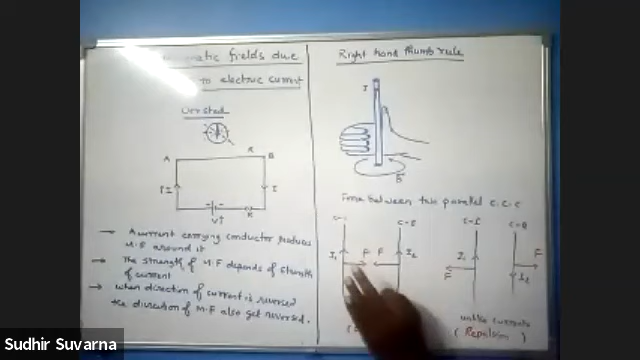 magnetic fields due
to electric current
Oersted
A
K
B
I
I
VI
R
→ A current carrying conductor produces
M.F around it
→ The strength of M.F depends of strength
of current
→ when direction of current is reversed
the direction of M.F also get reversed.
Right hand thumb rule
I
B
Force between two parallel C.C.C
I₁
F
F
I₂
I₁
F
F
I₂
unlike currents
( Repulsion )
Sudhir Suvarna